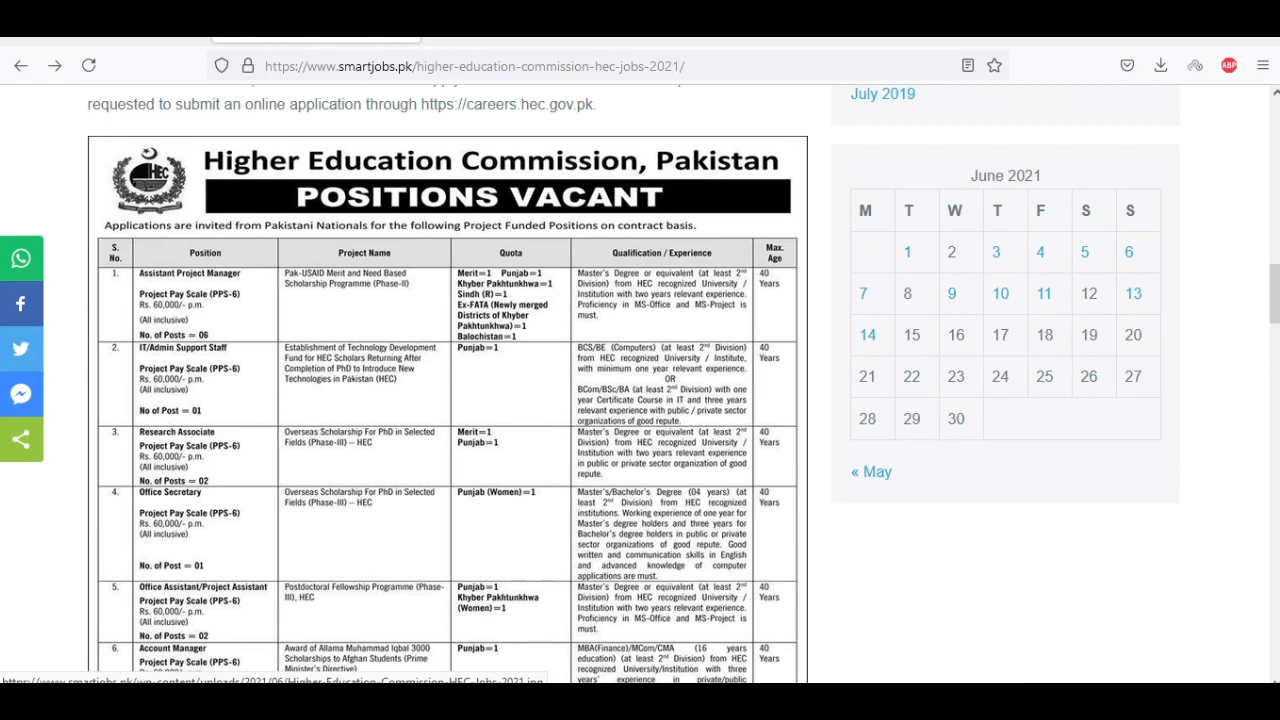 https://www.smartjobs.pk/higher-education-commission-hec-jobs-2021/
ABP
requested to submit an online application through https://careers.hec.gov.pk.
HEC
Higher Education Commission, Pakistan
POSITIONS VACANT
Applications are invited from Pakistani Nationals for the following Project Funded Positions on contract basis.
S. No.
Position
Project Name
Quota
Qualification / Experience
Max. Age
1.
Assistant Project Manager
Project Pay Scale (PPS-6)
Rs. 60,000/- p.m.
(All inclusive)
No. of Posts = 06
Pak-USAID Merit and Need Based
Scholarship Programme (Phase-II)
Merit=1 Punjab=1
Khyber Pakhtunkhwa=1
Sindh (R)=1
Ex-FATA (Newly merged
Districts of Khyber
Pakhtunkhwa)=1
Balochistan=1
Master's Degree or equivalent (at least 2nd
Division) from HEC recognized University /
Institution with two years relevant experience.
Proficiency in MS-Office and MS-Project is
must.
40
Years
2.
IT/Admin Support Staff
Project Pay Scale (PPS-6)
Rs. 60,000/- p.m.
(All inclusive)
No of Post = 01
Establishment of Technology Development
Fund for HEC Scholars Returning After
Completion of PhD to Introduce New
Technologies in Pakistan (HEC)
Punjab=1
BCS/BE (Computers) (at least 2nd Division)
from HEC recognized University / Institute,
with minimum one year relevant experience.
OR
BCom/BSc/BA (at least 2nd Division) with one
year Certificate Course in IT and three years
relevant experience with public / private sector
organizations of good repute.
40
Years
3.
Research Associate
Project Pay Scale (PPS-6)
Rs. 60,000/- p.m.
(All inclusive)
No. of Posts = 02
Overseas Scholarship For PhD in Selected
Fields (Phase-III) – HEC
Merit=1
Punjab=1
Master's Degree or equivalent (at least 2nd
Division) from HEC recognized University /
Institution with two years relevant experience
in public or private sector organization of good
repute.
40
Years
4.
Office Secretary
Project Pay Scale (PPS-6)
Rs. 60,000/- p.m.
(All inclusive)
No. of Post = 01
Overseas Scholarship For PhD in Selected
Fields (Phase-III) – HEC
Punjab (Women)=1
Master's/Bachelor's Degree (04 years) (at
least 2nd Division) from HEC recognized
institutions. Working experience of one year for
Master's degree holders and three years for
Bachelor's degree holders in public or private
sector organizations of good repute. Good
written and communication skills in English
and advanced knowledge of computer
applications are must.
40
Years
5.
Office Assistant/Project Assistant
Project Pay Scale (PPS-6)
Rs. 60,000/- p.m.
(All inclusive)
No. of Posts = 02
Postdoctoral Fellowship Programme (Phase-
III), HEC
Punjab=1
Khyber Pakhtunkhwa
(Women)=1
Master's Degree or equivalent (at least 2nd
Division) from HEC recognized University /
Institution with two years relevant experience.
Proficiency in MS-Office and MS-Project is
must.
40
Years
6.
Account Manager
Project Pay Scale (PPS-6)
Award of Allama Muhammad Iqbal 3000
Scholarships to Afghan Students (Prime
Minister's Directive)
Punjab=1
MBA(Finance)/MCom/CMA (16 years
education) (at least 2nd Division) from HEC
recognized University/Institution with three
years' experience in private/public
40
Years
https://www.smartjobs.pk/wp-content/uploads/2021/06/Higher-Education-Commission-HEC-Jobs-2021.jpg
July 2019
June 2021
M T W T F S S
1 2 3 4 5 6
7 8 9 10 11 12 13
14 15 16 17 18 19 20
21 22 23 24 25 26 27
28 29 30
« May